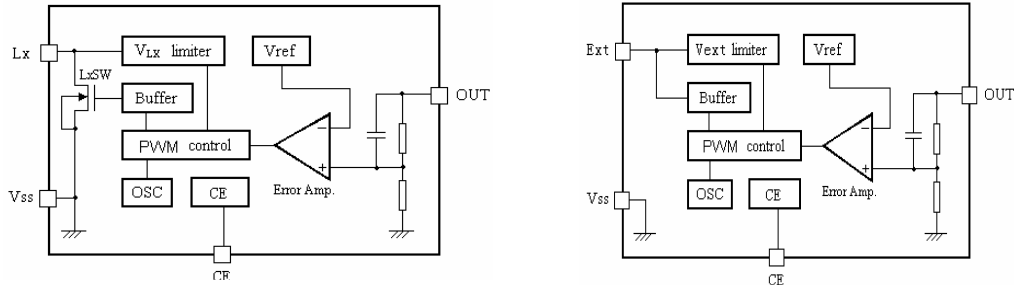 Lx
VLx limiter
Vref
LxSW
Buffer
OUT
PWM control
Error Amp.
OSC
CE
Vss
CE
Ext
Vext limiter
Vref
Buffer
OUT
PWM control
Error Amp.
OSC
CE
Vss
CE